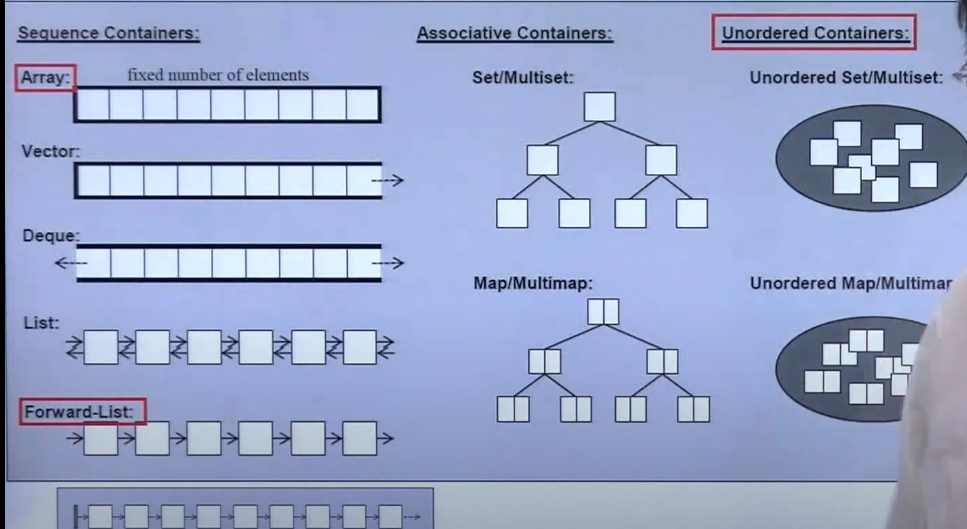 Sequence Containers:
Associative Containers:
Unordered Containers:
Array:
fixed number of elements
Vector:
Deque:
List:
Forward-List:
Set/Multiset:
Map/Multimap:
Unordered Set/Multiset:
Unordered Map/Multimap